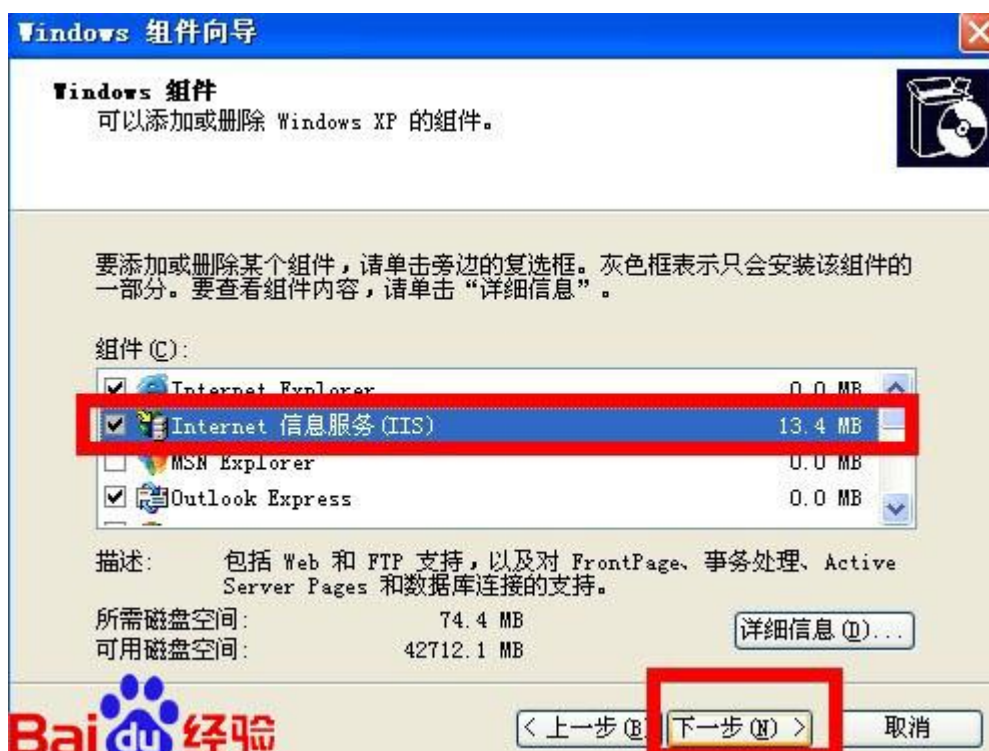 Windows 组件向导
Windows 组件
可以添加或删除 Windows XP 的组件。
要添加或删除某个组件，请单击旁边的复选框。灰色框表示只会安装该组件的
一部分。要查看组件内容，请单击“详细信息”。
组件(C):
Internet Explorer 0.0 MB
Internet 信息服务(IIS) 13.4 MB
MSN Explorer 0.0 MB
Outlook Express 0.0 MB
描述: 包括 Web 和 FTP 支持，以及对 FrontPage、事务处理、Active
Server Pages 和数据库连接的支持。
所需磁盘空间: 74.4 MB
详细信息(D)...
可用磁盘空间: 42712.1 MB
Baidu 经验
< 上一步(B) 下一步(N) > 取消